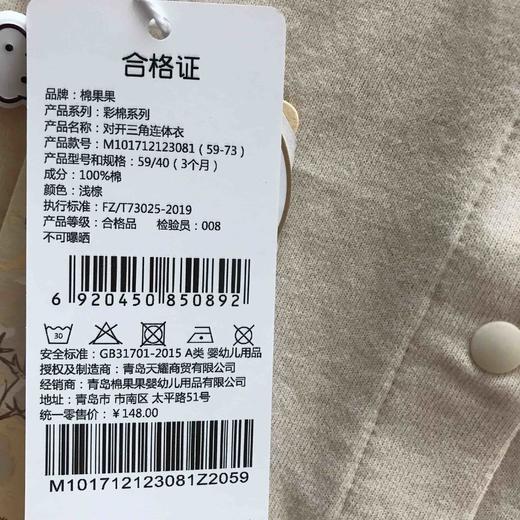 合格证
品牌：棉果果
产品系列：彩棉系列
产品名称：对开三角连体衣
产品款号：M101712123081（59-73）
产品型号和规格：59/40（3个月）
成分：100%棉
颜色：浅棕
执行标准：FZ/T73025-2019
产品等级：合格品 检验员：008
不可曝晒
6 920450 850892
30
安全标准：GB31701-2015 A类 婴幼儿用品
授权及制造商：青岛天耀商贸有限公司
经销商：青岛棉果果婴幼儿用品有限公司
地址：青岛市 市南区 太平路51号
统一零售价：￥148.00
M101712123081Z2059